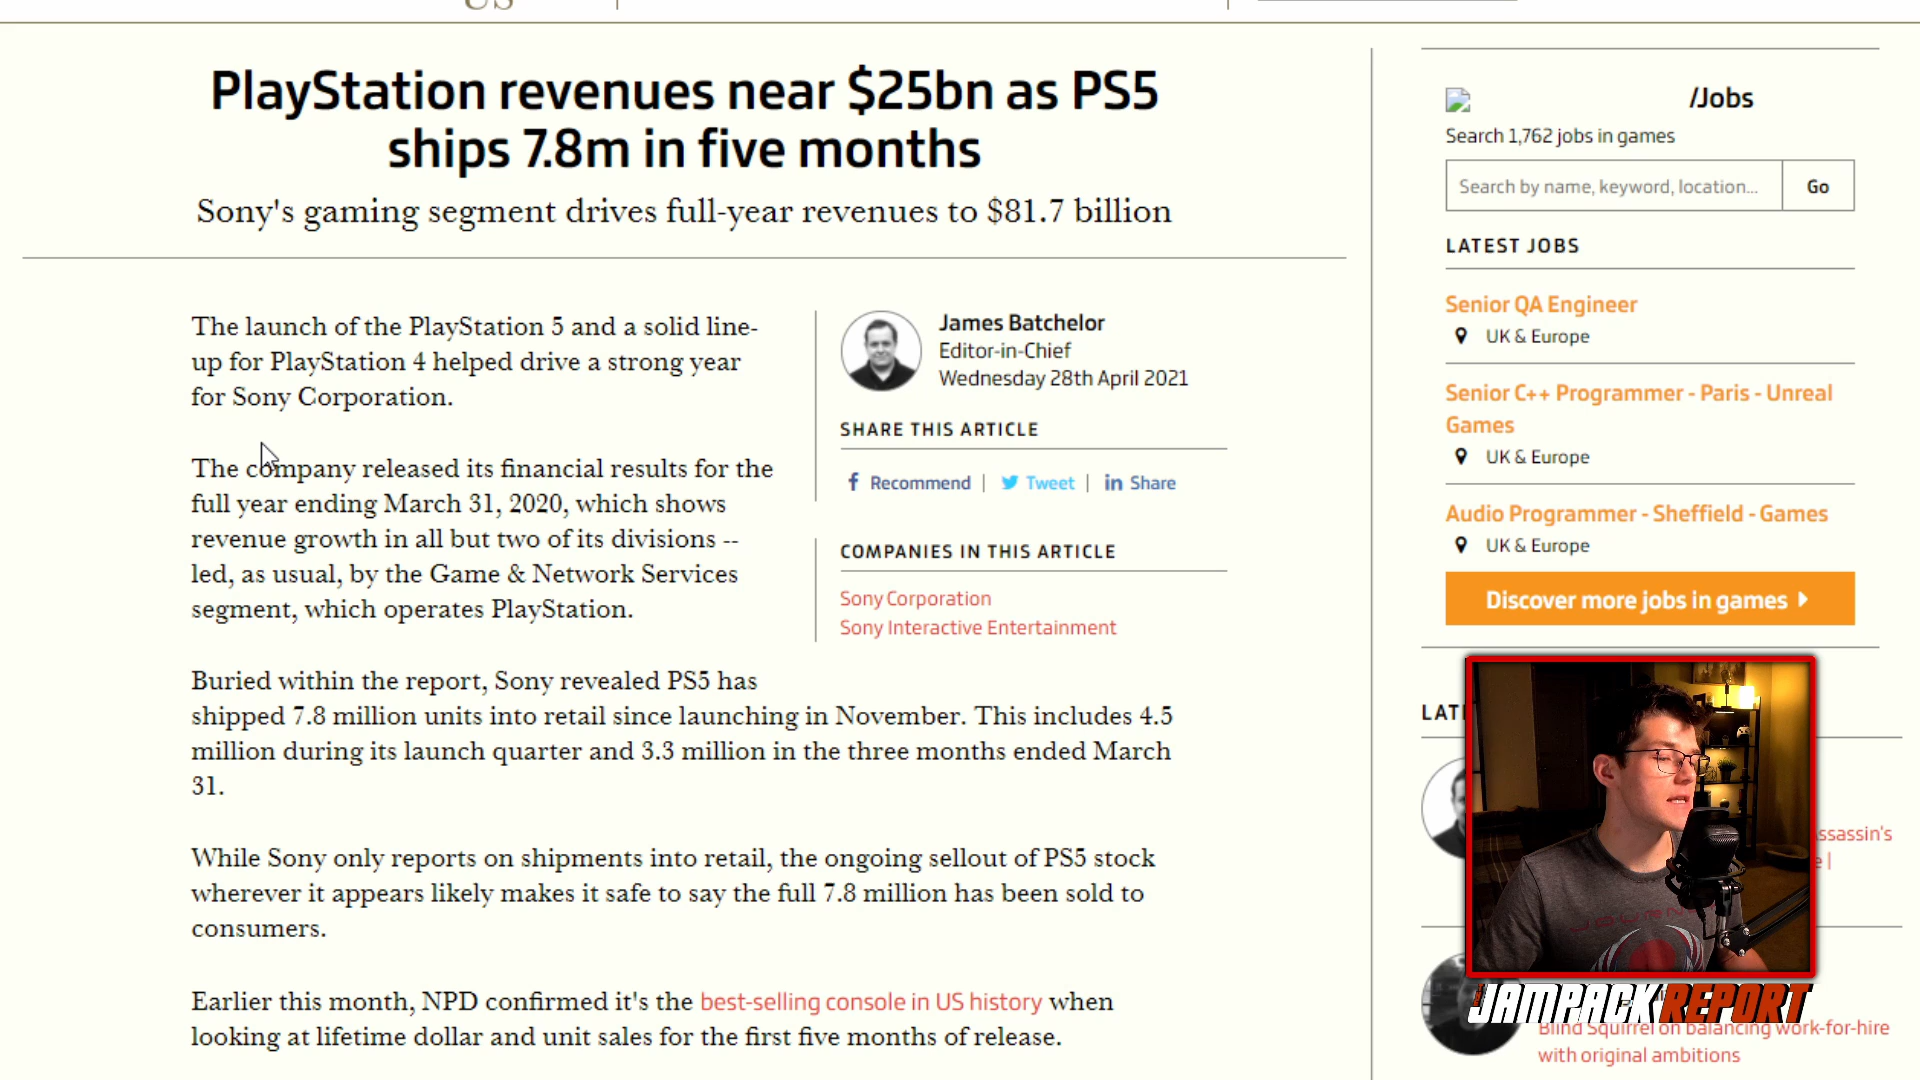 US
PlayStation revenues near $25bn as PS5
ships 7.8m in five months
Sony's gaming segment drives full-year revenues to $81.7 billion
The launch of the PlayStation 5 and a solid line-
up for PlayStation 4 helped drive a strong year
for Sony Corporation.
The company released its financial results for the
full year ending March 31, 2020, which shows
revenue growth in all but two of its divisions --
led, as usual, by the Game & Network Services
segment, which operates PlayStation.
Buried within the report, Sony revealed PS5 has
shipped 7.8 million units into retail since launching in November. This includes 4.5
million during its launch quarter and 3.3 million in the three months ended March
31.
While Sony only reports on shipments into retail, the ongoing sellout of PS5 stock
wherever it appears likely makes it safe to say the full 7.8 million has been sold to
consumers.
Earlier this month, NPD confirmed it's the best-selling console in US history when
looking at lifetime dollar and unit sales for the first five months of release.
James Batchelor
Editor-in-Chief
Wednesday 28th April 2021
SHARE THIS ARTICLE
f Recommend | Tweet | in Share
COMPANIES IN THIS ARTICLE
Sony Corporation
Sony Interactive Entertainment
/Jobs
Search 1,762 jobs in games
Search by name, keyword, location... Go
LATEST JOBS
Senior QA Engineer
UK & Europe
Senior C++ Programmer - Paris - Unreal
Games
UK & Europe
Audio Programmer - Sheffield - Games
UK & Europe
Discover more jobs in games
LAT
ssassin's
JAMPACK REPORT
Blind Squirrel on balancing work-for-hire
with original ambitions